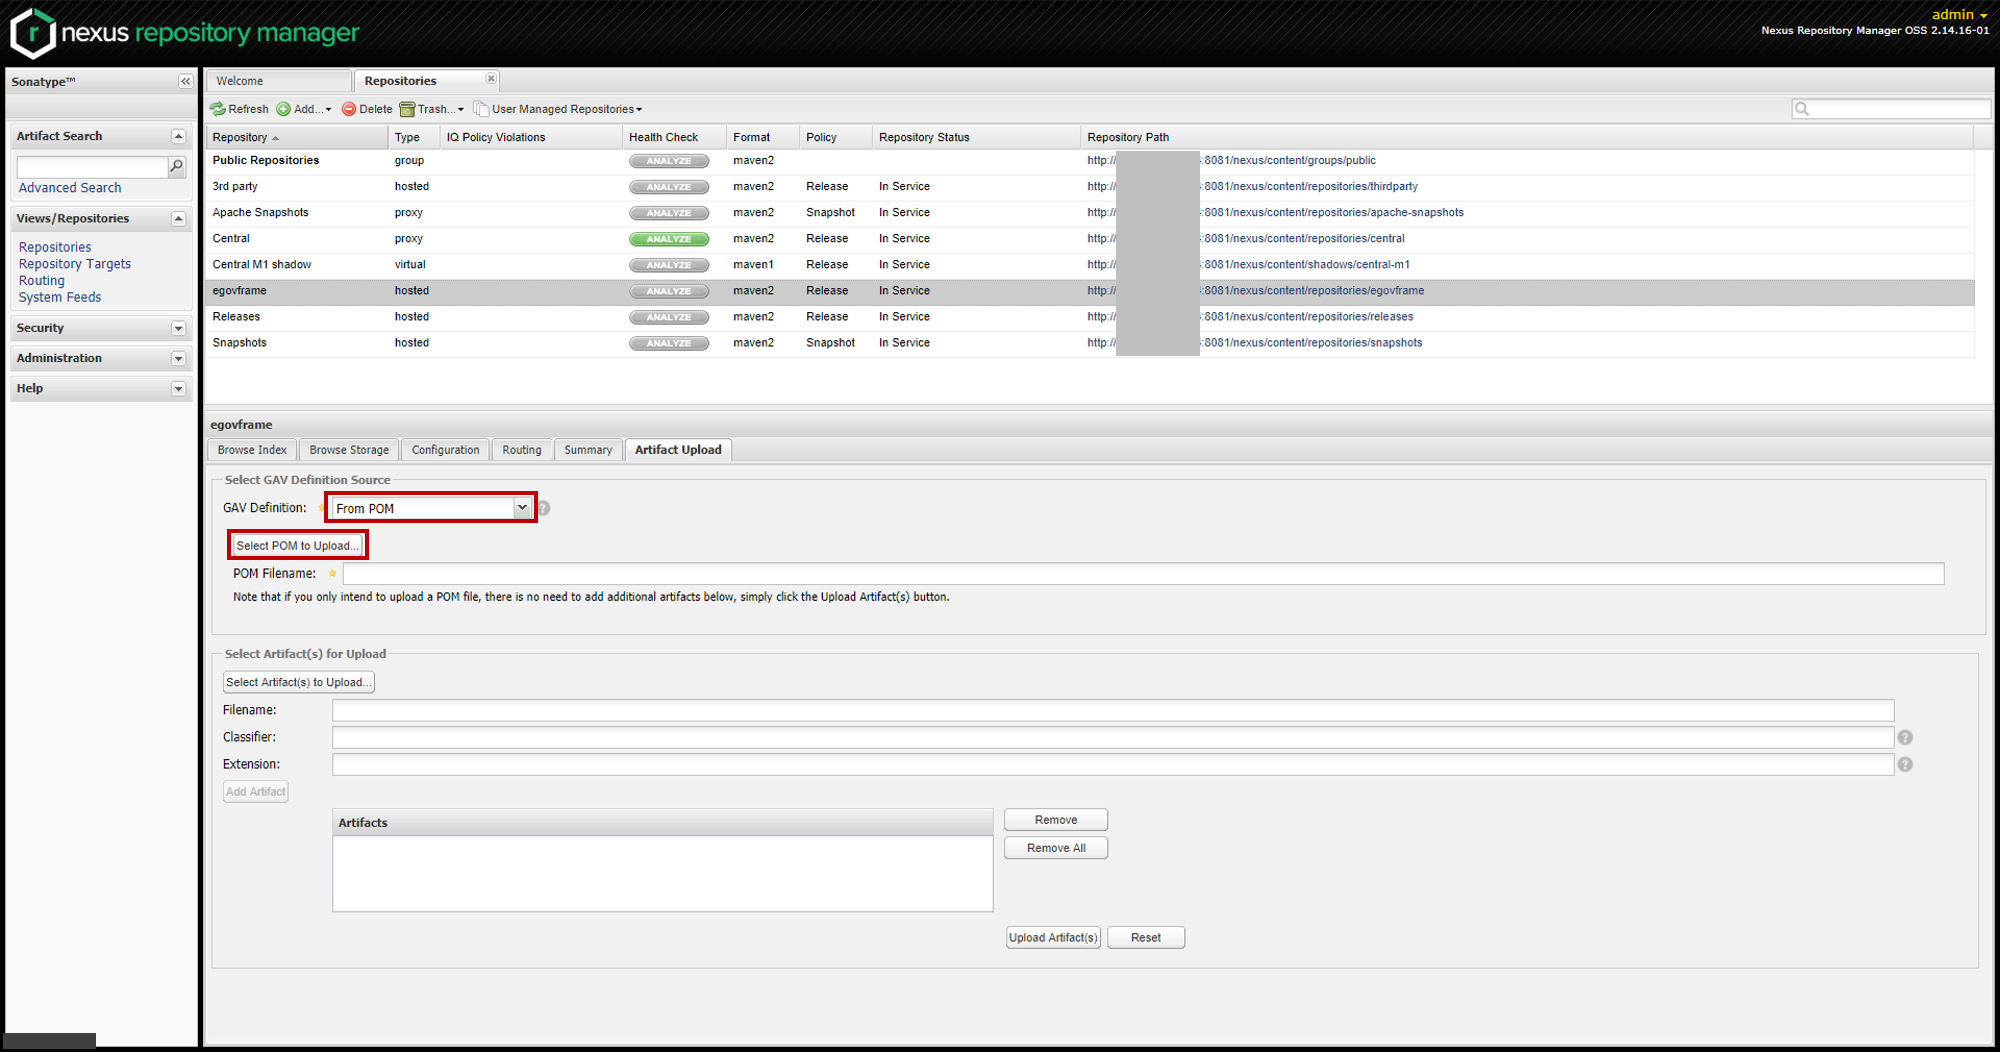 nexus repository manager
admin
Nexus Repository Manager OSS 2.14.16-01
Sonatype™
Artifact Search
Advanced Search
Views/Repositories
Repositories
Repository Targets
Routing
System Feeds
Security
Administration
Help
Welcome
Repositories
Refresh Add... Delete Trash... User Managed Repositories
Repository Type IQ Policy Violations Health Check Format Policy Repository Status Repository Path
Public Repositories group ANALYZE maven2 http:// :8081/nexus/content/groups/public
3rd party hosted ANALYZE maven2 Release In Service http:// :8081/nexus/content/repositories/thirdparty
Apache Snapshots proxy ANALYZE maven2 Snapshot In Service http:// :8081/nexus/content/repositories/apache-snapshots
Central proxy ANALYZE maven2 Release In Service http:// :8081/nexus/content/repositories/central
Central M1 shadow virtual ANALYZE maven1 Release In Service http:// :8081/nexus/content/shadows/central-m1
egovframe hosted ANALYZE maven2 Release In Service http:// :8081/nexus/content/repositories/egovframe
Releases hosted ANALYZE maven2 Release In Service http:// :8081/nexus/content/repositories/releases
Snapshots hosted ANALYZE maven2 Snapshot In Service http:// :8081/nexus/content/repositories/snapshots
egovframe
Browse Index Browse Storage Configuration Routing Summary Artifact Upload
Select GAV Definition Source
GAV Definition: From POM
Select POM to Upload...
POM Filename:
Note that if you only intend to upload a POM file, there is no need to add additional artifacts below, simply click the Upload Artifact(s) button.
Select Artifact(s) for Upload
Select Artifact(s) to Upload...
Filename:
Classifier:
Extension:
Add Artifact
Artifacts
Remove
Remove All
Upload Artifact(s) Reset